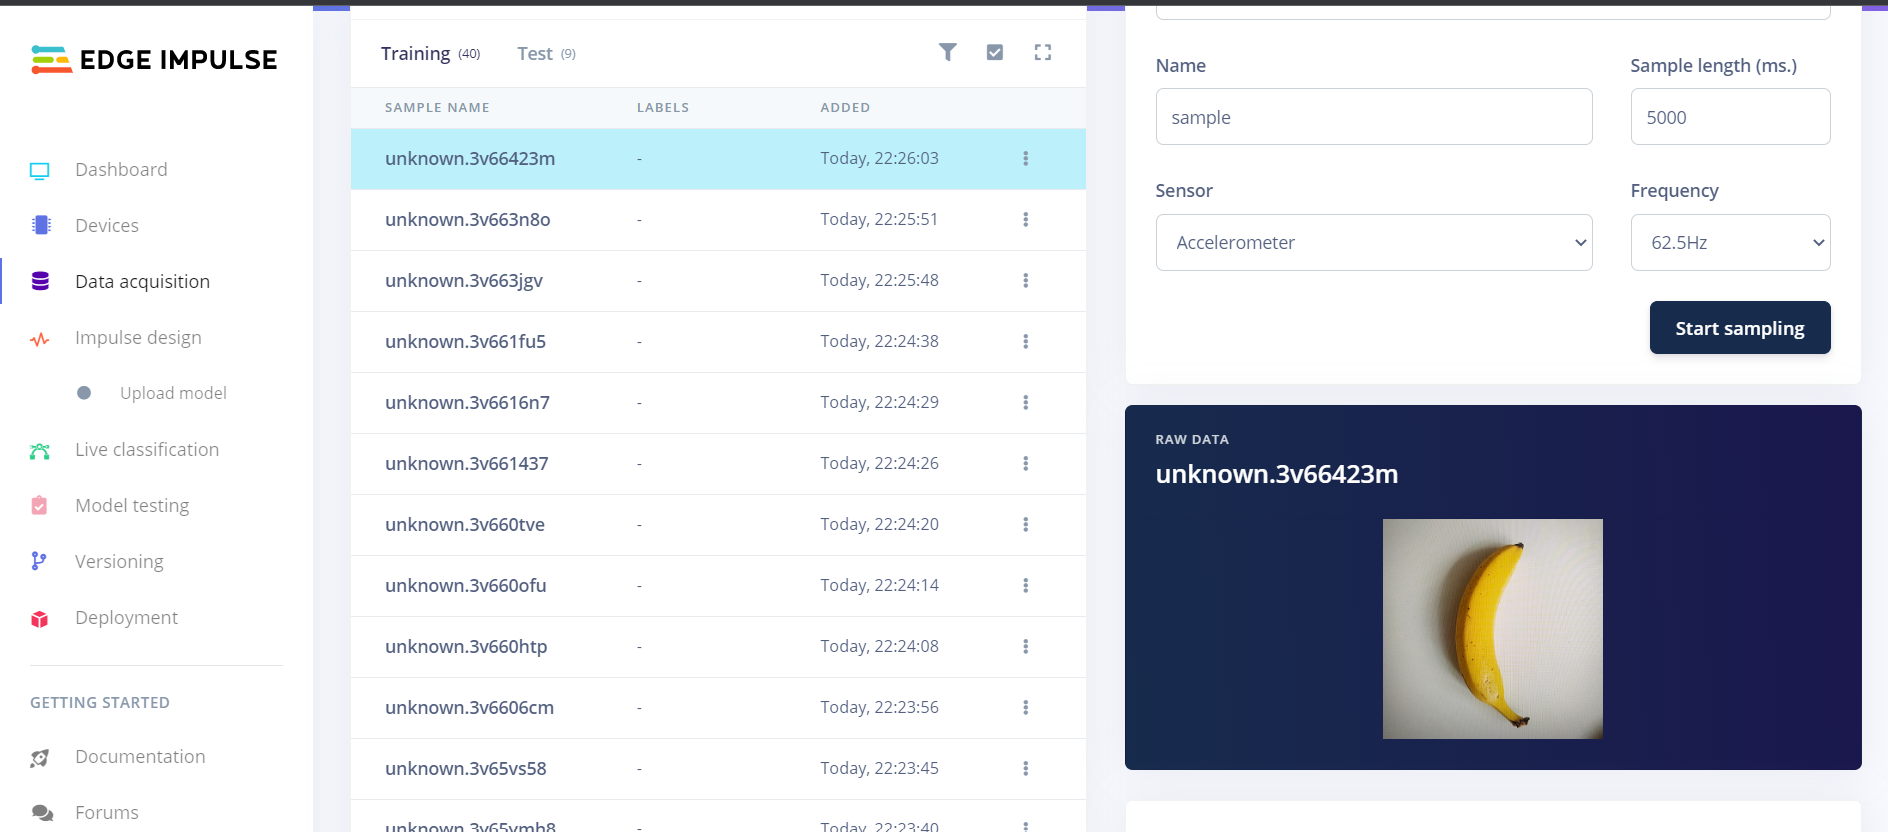 EDGE IMPULSE
Dashboard
Devices
Data acquisition
Impulse design
Upload model
Live classification
Model testing
Versioning
Deployment
GETTING STARTED
Documentation
Forums
Training (40) Test (9)
SAMPLE NAME LABELS ADDED
unknown.3v66423m - Today, 22:26:03
unknown.3v663n8o - Today, 22:25:51
unknown.3v663jgv - Today, 22:25:48
unknown.3v661fu5 - Today, 22:24:38
unknown.3v6616n7 - Today, 22:24:29
unknown.3v661437 - Today, 22:24:26
unknown.3v660tve - Today, 22:24:20
unknown.3v660ofu - Today, 22:24:14
unknown.3v660htp - Today, 22:24:08
unknown.3v6606cm - Today, 22:23:56
unknown.3v65vs58 - Today, 22:23:45
unknown.3v65vmh8 - Today, 22:23:40
Name Sample length (ms.)
sample 5000
Sensor Frequency
Accelerometer 62.5Hz
Start sampling
RAW DATA
unknown.3v66423m